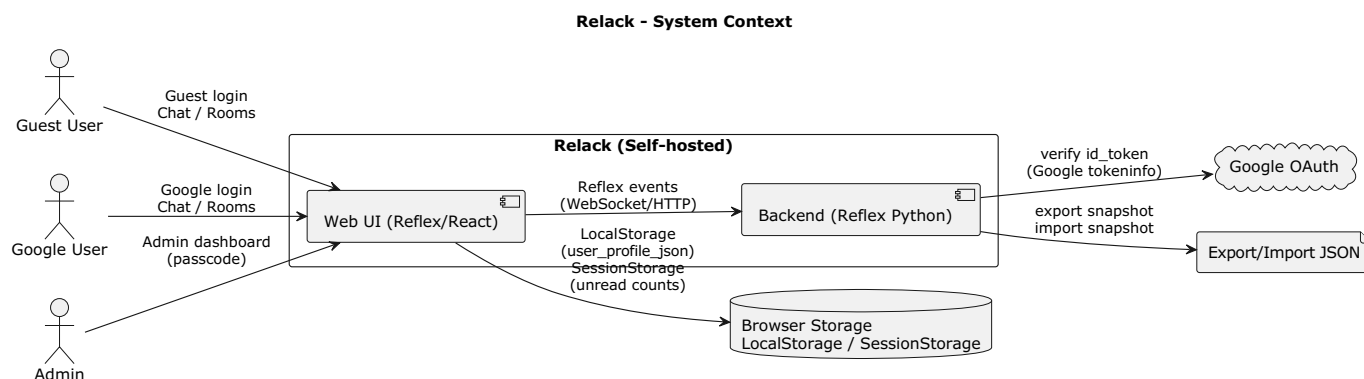 Relack - System Context
Guest User
Guest login
Chat / Rooms
Google User
Google login
Chat / Rooms
Admin
Admin dashboard
(passcode)
Relack (Self-hosted)
Web UI (Reflex/React)
Reflex events
(WebSocket/HTTP)
Backend (Reflex Python)
LocalStorage
(user_profile_json)
SessionStorage
(unread counts)
Browser Storage
LocalStorage / SessionStorage
verify id_token
(Google tokeninfo)
Google OAuth
export snapshot
import snapshot
Export/Import JSON